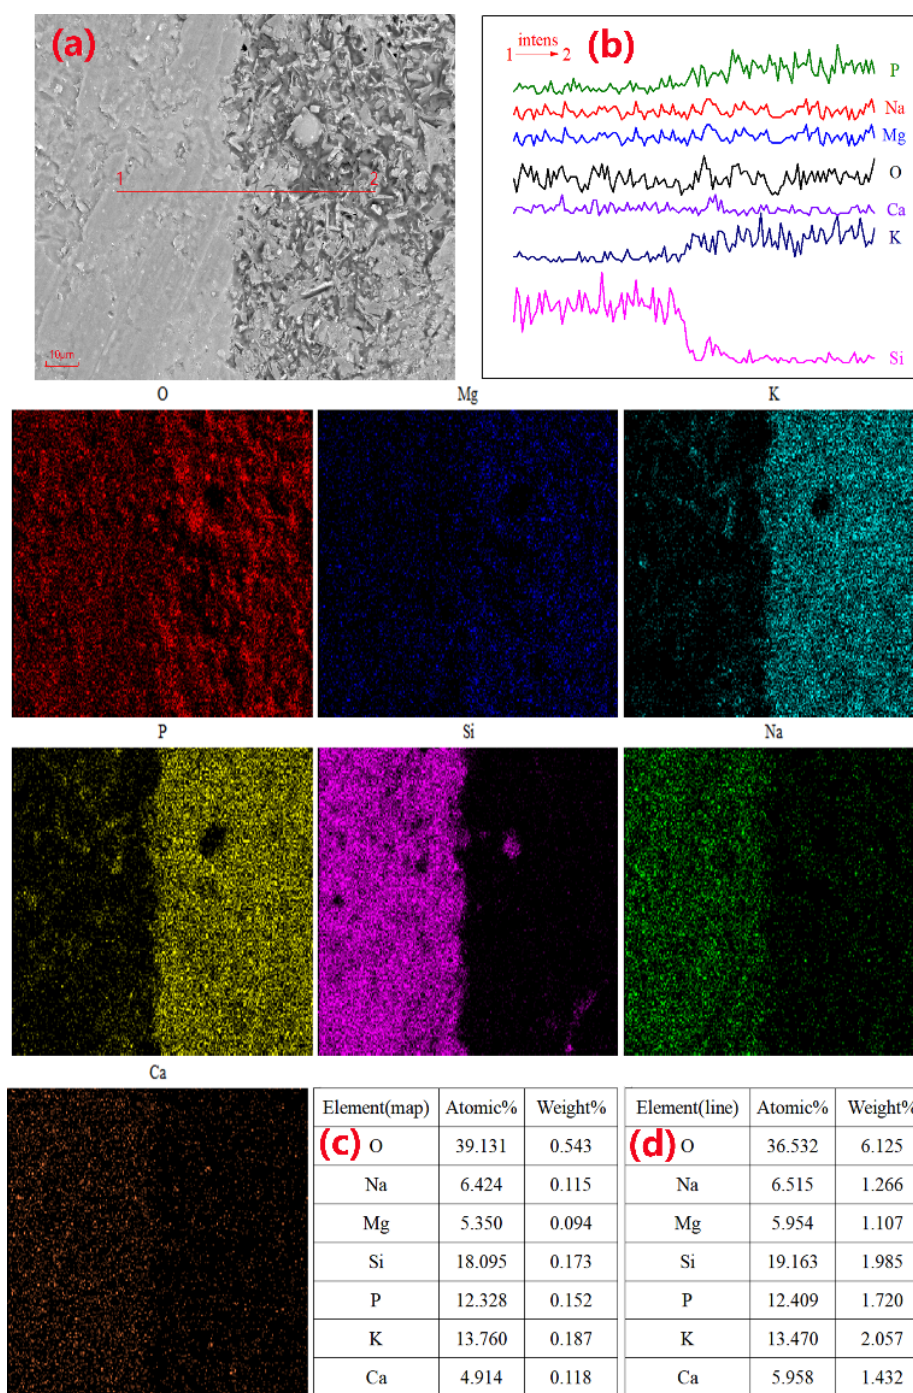 (a)
1
2
10μm
(b)
intens
1 2
P
Na
Mg
O
Ca
K
Si
O Mg K
P Si Na
Ca
(c)
Element(map) Atomic% Weight%
O 39.131 0.543
Na 6.424 0.115
Mg 5.350 0.094
Si 18.095 0.173
P 12.328 0.152
K 13.760 0.187
Ca 4.914 0.118
(d)
Element(line) Atomic% Weight%
O 36.532 6.125
Na 6.515 1.266
Mg 5.954 1.107
Si 19.163 1.985
P 12.409 1.720
K 13.470 2.057
Ca 5.958 1.432